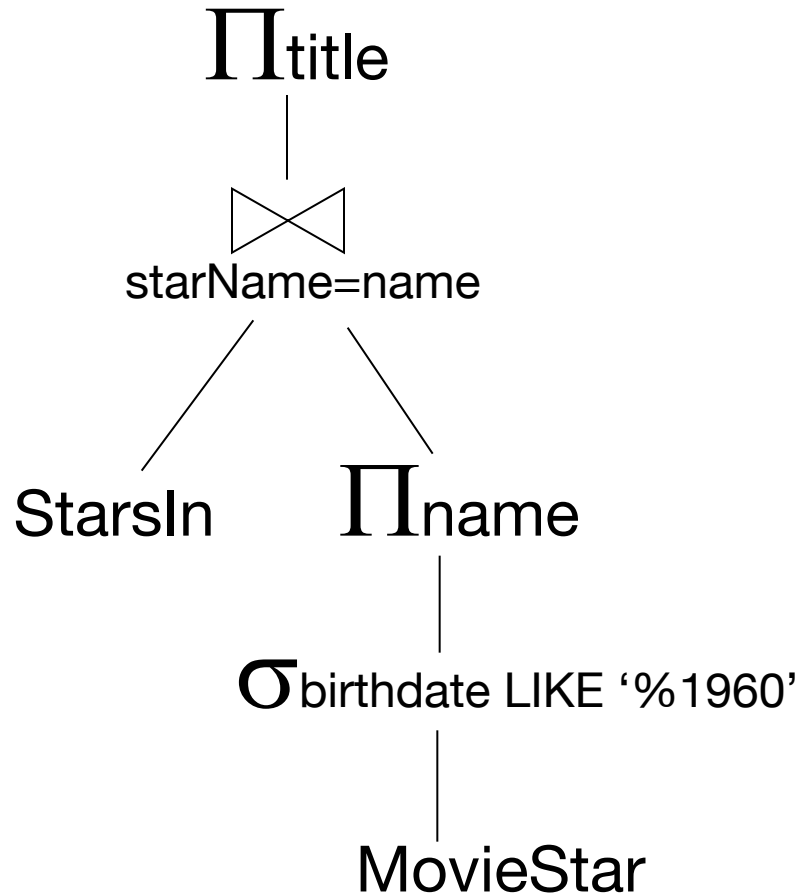 Πtitle
⋈
starName=name
StarsIn
Πname
σbirthdate LIKE ‘%1960’
MovieStar